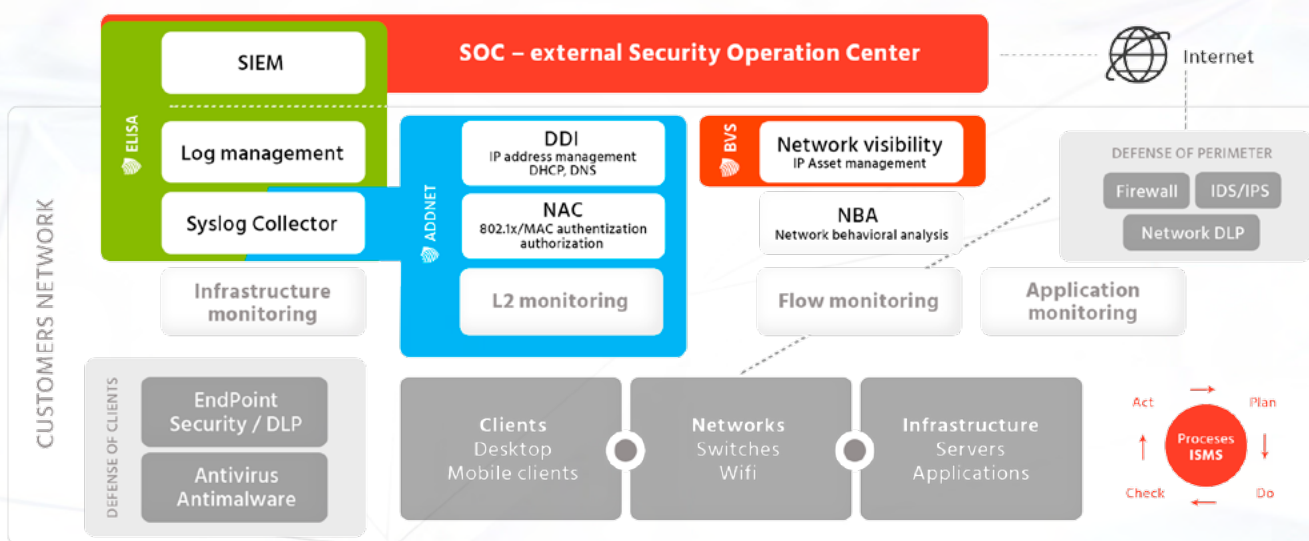 SOC – external Security Operation Center
SIEM
Internet
ELISA
Log management
Syslog Collector
ADDNET
DDI
IP address management
DHCP, DNS
NAC
802.1x/MAC authentization
authorization
L2 monitoring
BVS
Network visibility
IP Asset management
NBA
Network behavioral analysis
DEFENSE OF PERIMETER
Firewall
IDS/IPS
Network DLP
CUSTOMERS NETWORK
Infrastructure
monitoring
Flow monitoring
Application
monitoring
DEFENSE OF CLIENTS
EndPoint
Security / DLP
Antivirus
Antimalware
Clients
Desktop
Mobile clients
Networks
Switches
Wifi
Infrastructure
Servers
Applications
Act
Plan
Proceses
ISMS
Check
Do